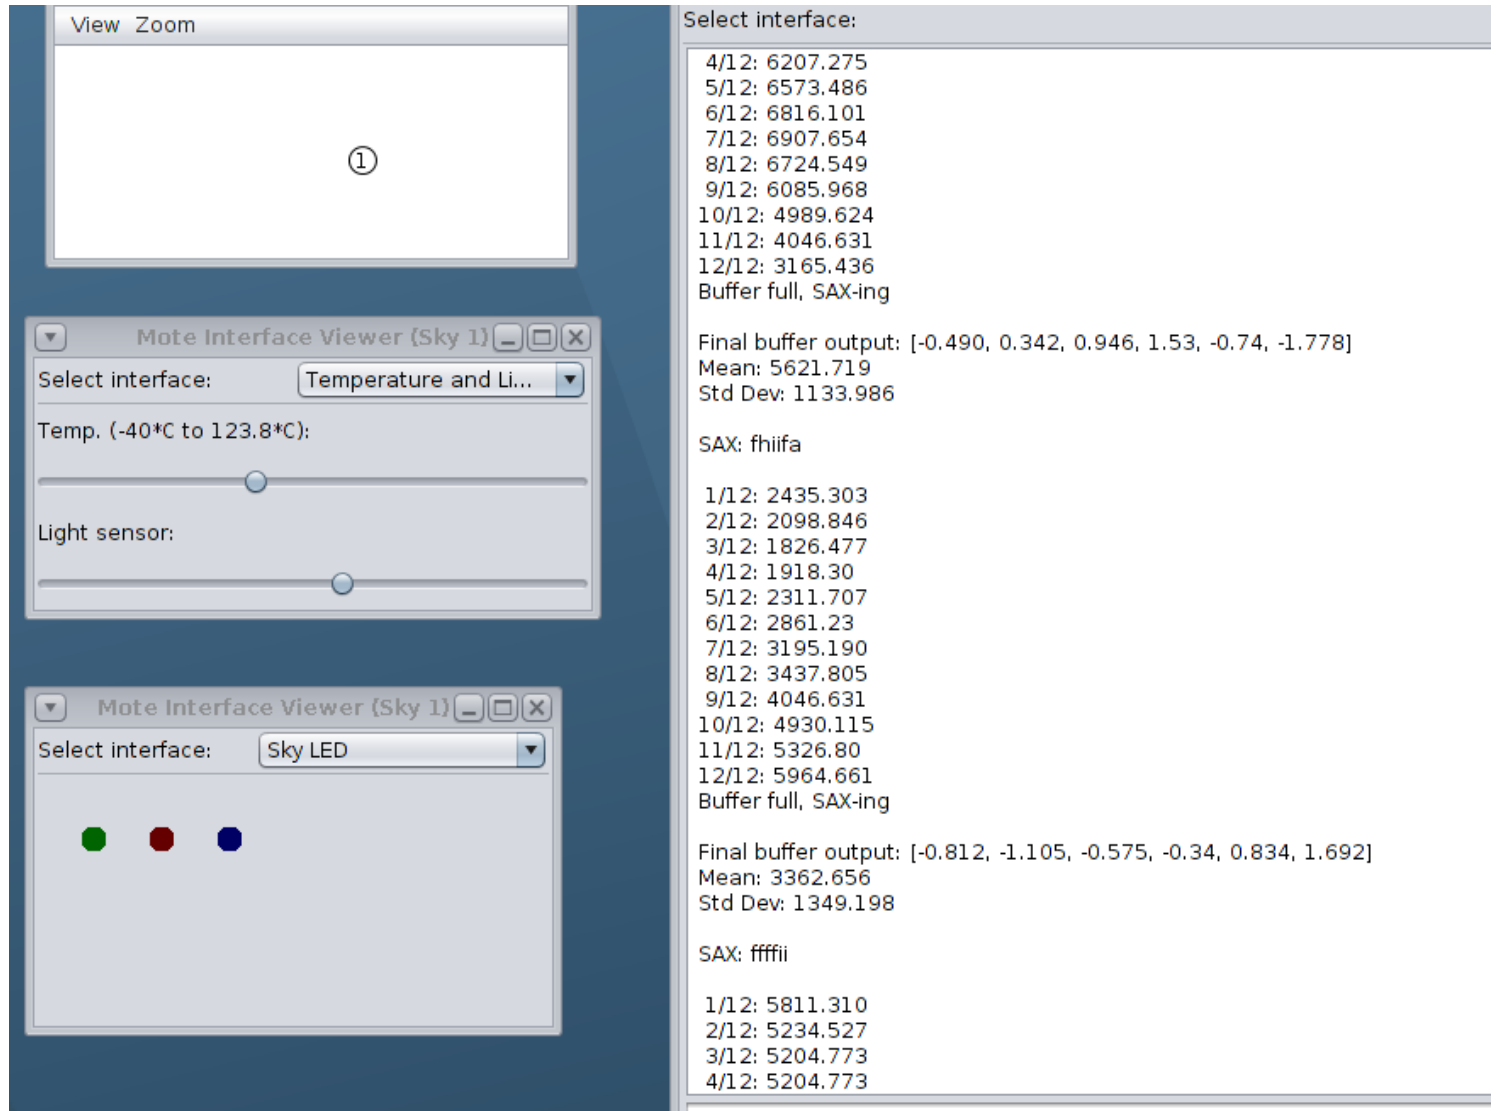 View Zoom
1
Mote Interface Viewer (Sky 1)
Select interface:
Temperature and Li...
Temp. (-40*C to 123.8*C):
Light sensor:
Mote Interface Viewer (Sky 1)
Select interface:
Sky LED
Select interface:
4/12: 6207.275
5/12: 6573.486
6/12: 6816.101
7/12: 6907.654
8/12: 6724.549
9/12: 6085.968
10/12: 4989.624
11/12: 4046.631
12/12: 3165.436
Buffer full, SAX-ing
Final buffer output: [-0.490, 0.342, 0.946, 1.53, -0.74, -1.778]
Mean: 5621.719
Std Dev: 1133.986
SAX: fhiifa
1/12: 2435.303
2/12: 2098.846
3/12: 1826.477
4/12: 1918.30
5/12: 2311.707
6/12: 2861.23
7/12: 3195.190
8/12: 3437.805
9/12: 4046.631
10/12: 4930.115
11/12: 5326.80
12/12: 5964.661
Buffer full, SAX-ing
Final buffer output: [-0.812, -1.105, -0.575, -0.34, 0.834, 1.692]
Mean: 3362.656
Std Dev: 1349.198
SAX: ffffii
1/12: 5811.310
2/12: 5234.527
3/12: 5204.773
4/12: 5204.773